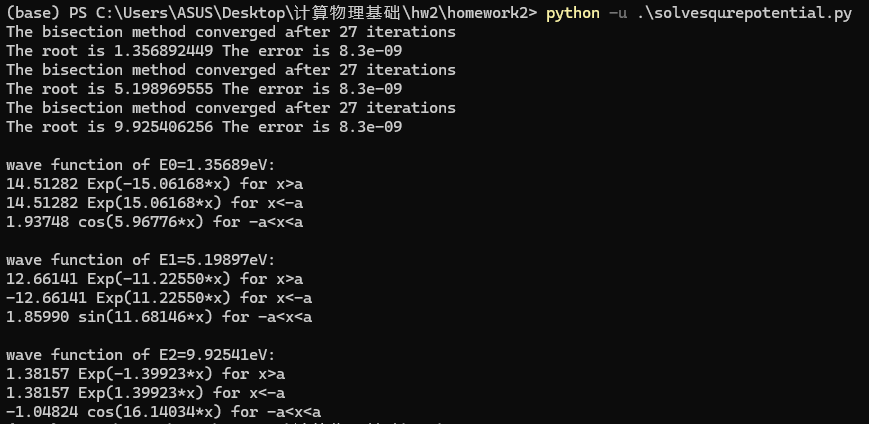 (base) PS C:\Users\ASUS\Desktop\计算物理基础\hw2\homework2> python -u .\solvesqurepotential.py
The bisection method converged after 27 iterations
The root is 1.356892449 The error is 8.3e-09
The bisection method converged after 27 iterations
The root is 5.198969555 The error is 8.3e-09
The bisection method converged after 27 iterations
The root is 9.925406256 The error is 8.3e-09
wave function of E0=1.35689eV:
14.51282 Exp(-15.06168*x) for x>a
14.51282 Exp(15.06168*x) for x<-a
1.93748 cos(5.96776*x) for -a<x<a
wave function of E1=5.19897eV:
12.66141 Exp(-11.22550*x) for x>a
-12.66141 Exp(11.22550*x) for x<-a
1.85990 sin(11.68146*x) for -a<x<a
wave function of E2=9.92541eV:
1.38157 Exp(-1.39923*x) for x>a
1.38157 Exp(1.39923*x) for x<-a
-1.04824 cos(16.14034*x) for -a<x<a